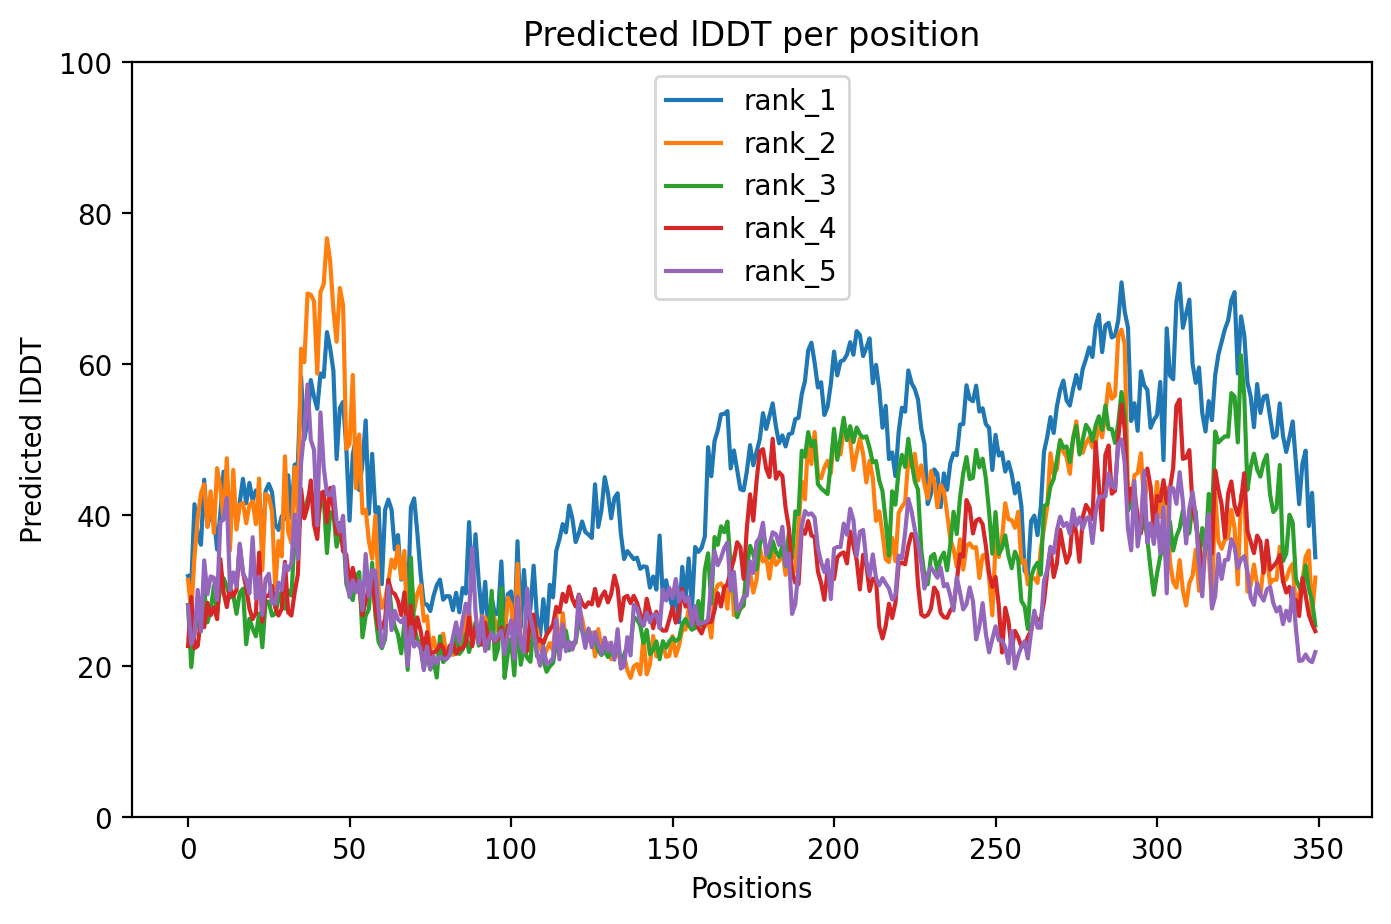 Predicted lDDT per position
100
80
60
40
20
0
Predicted lDDT
rank_1
rank_2
rank_3
rank_4
rank_5
0 50 100 150 200 250 300 350
Positions